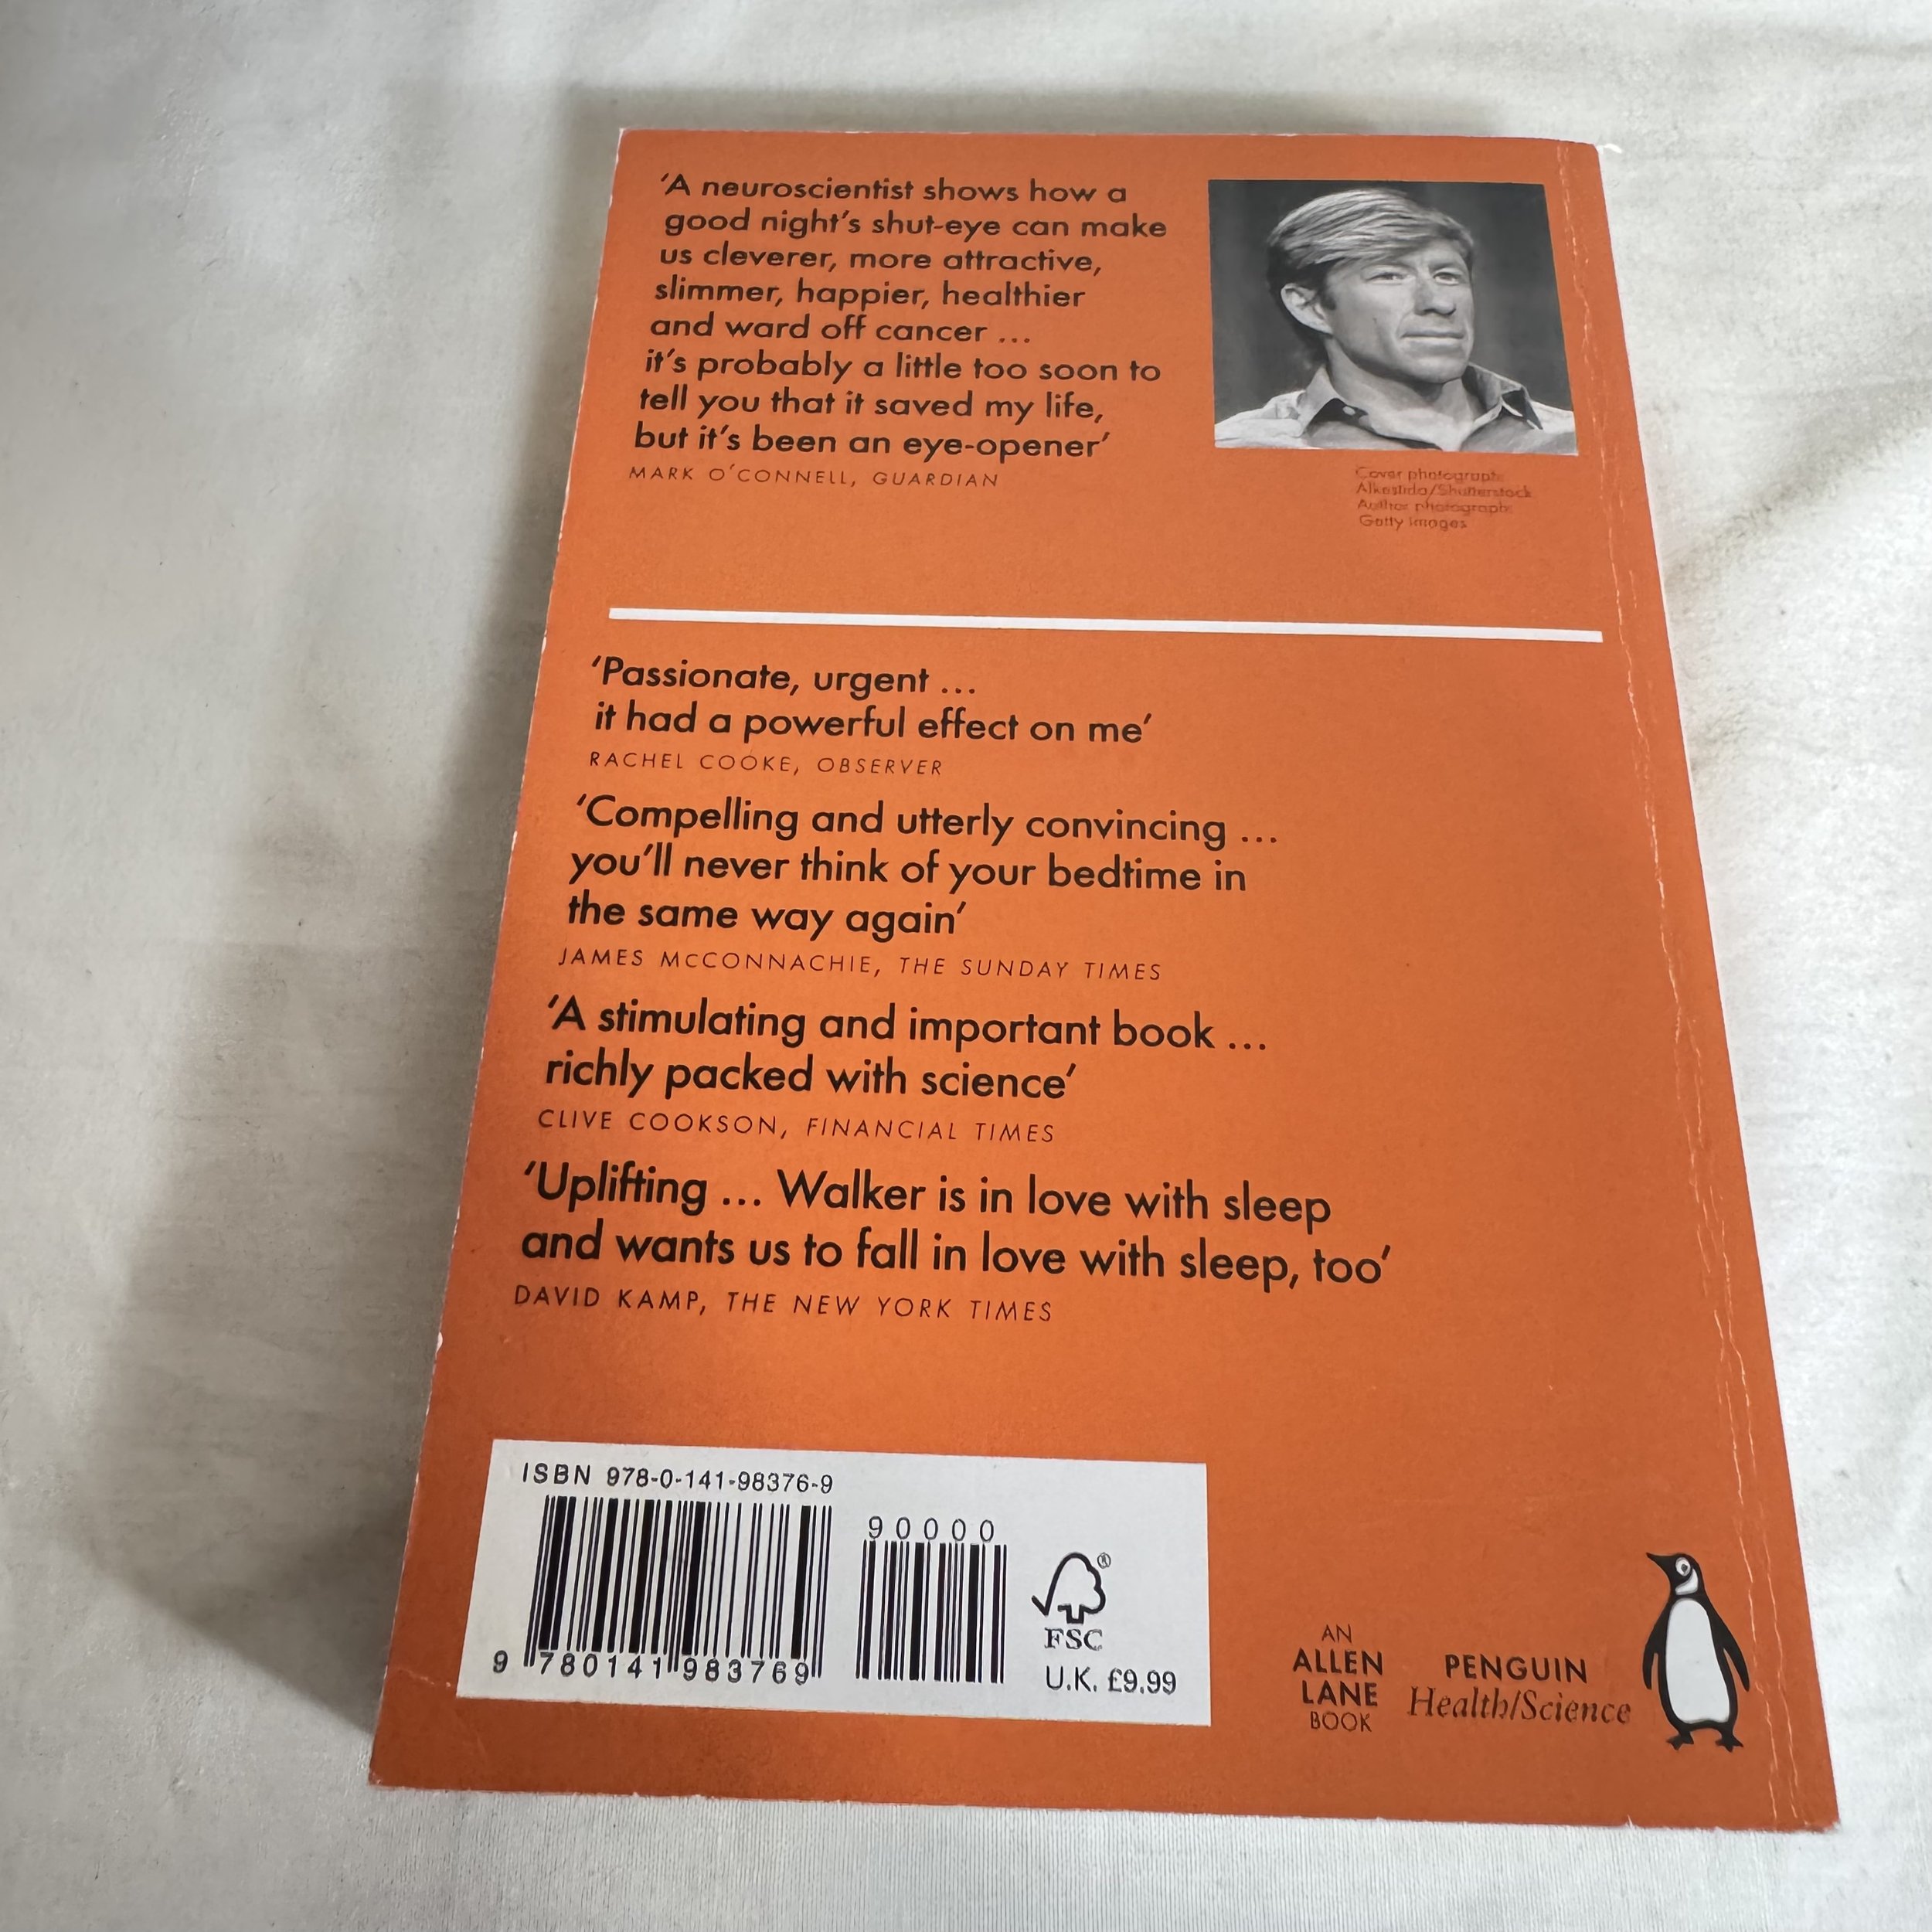 ‘A neuroscientist shows how a
good night’s shut-eye can make
us cleverer, more attractive,
slimmer, happier, healthier
and ward off cancer ...
it’s probably a little too soon to
tell you that it saved my life,
but it’s been an eye-opener’
MARK O’CONNELL, GUARDIAN
Cover photograph:
Alkestida/Shutterstock
Author photograph:
Getty Images
‘Passionate, urgent ...
it had a powerful effect on me’
RACHEL COOKE, OBSERVER
‘Compelling and utterly convincing ...
you’ll never think of your bedtime in
the same way again’
JAMES McCONNACHIE, THE SUNDAY TIMES
‘A stimulating and important book ...
richly packed with science’
CLIVE COOKSON, FINANCIAL TIMES
‘Uplifting ... Walker is in love with sleep
and wants us to fall in love with sleep, too’
DAVID KAMP, THE NEW YORK TIMES
ISBN 978-0-141-98376-9
90000
9 780141 983769
®
FSC
U.K. £9.99
AN
ALLEN
LANE
BOOK
PENGUIN
Health/Science